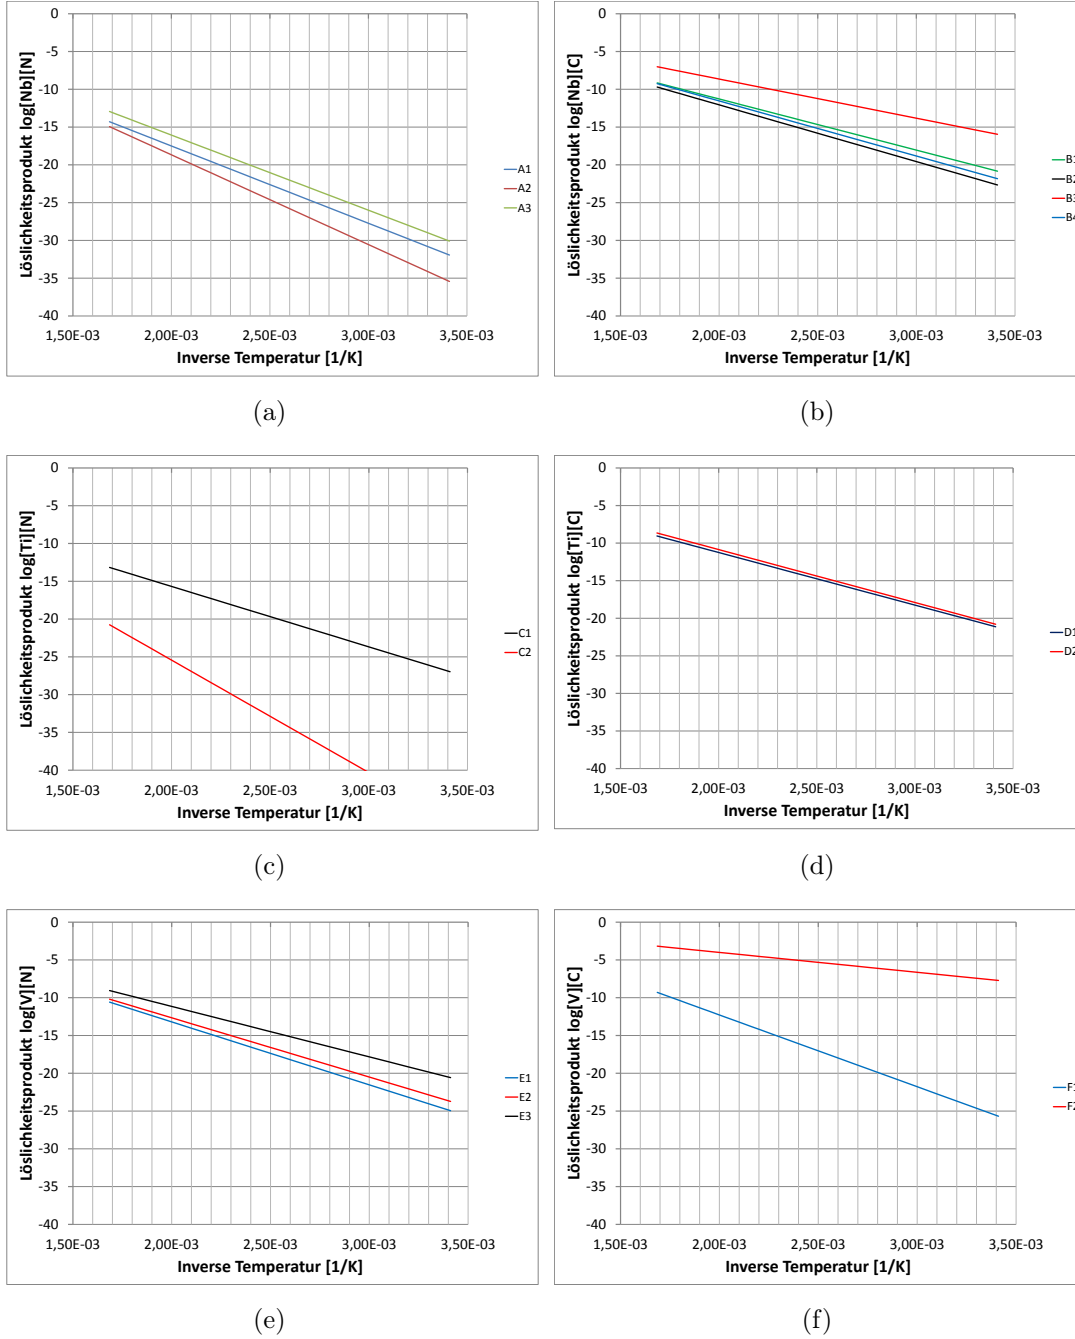 0
-5
-10
-15
-20
-25
-30
-35
-40
1,50E-03 2,00E-03 2,50E-03 3,00E-03 3,50E-03
Inverse Temperatur [1/K]
Löslichkeitsprodukt log[Nb][N]
A1
A2
A3
(a)
0
-5
-10
-15
-20
-25
-30
-35
-40
1,50E-03 2,00E-03 2,50E-03 3,00E-03 3,50E-03
Inverse Temperatur [1/K]
Löslichkeitsprodukt log[Nb][C]
B1
B2
B3
B4
(b)
0
-5
-10
-15
-20
-25
-30
-35
-40
1,50E-03 2,00E-03 2,50E-03 3,00E-03 3,50E-03
Inverse Temperatur [1/K]
Löslichkeitsprodukt log[Ti][N]
C1
C2
(c)
0
-5
-10
-15
-20
-25
-30
-35
-40
1,50E-03 2,00E-03 2,50E-03 3,00E-03 3,50E-03
Inverse Temperatur [1/K]
Löslichkeitsprodukt log[Ti][C]
D1
D2
(d)
0
-5
-10
-15
-20
-25
-30
-35
-40
1,50E-03 2,00E-03 2,50E-03 3,00E-03 3,50E-03
Inverse Temperatur [1/K]
Löslichkeitsprodukt log[V][N]
E1
E2
E3
(e)
0
-5
-10
-15
-20
-25
-30
-35
-40
1,50E-03 2,00E-03 2,50E-03 3,00E-03 3,50E-03
Inverse Temperatur [1/K]
Löslichkeitsprodukt log[V][C]
F1
F2
(f)